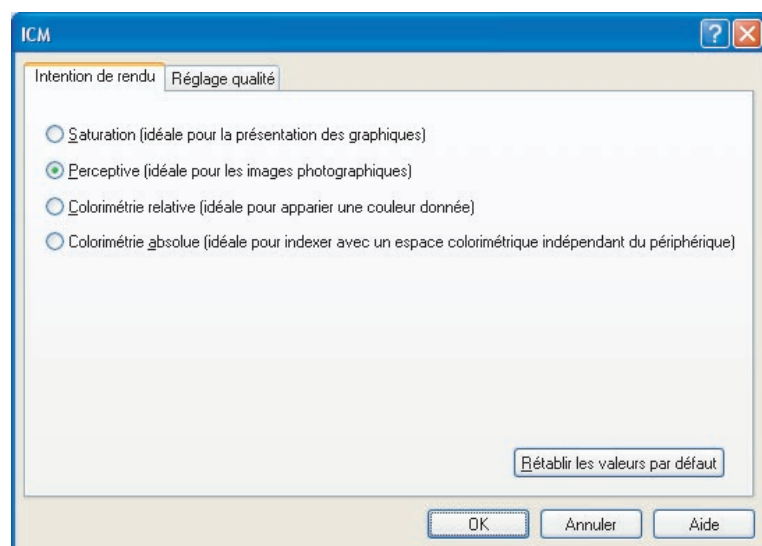 ICM
Intention de rendu Réglage qualité
Saturation (idéale pour la présentation des graphiques)
Perceptive (idéale pour les images photographiques)
Colorimétrie relative (idéale pour apparier une couleur donnée)
Colorimétrie absolue (idéale pour indexer avec un espace colorimétrique indépendant du périphérique)
Rétablir les valeurs par défaut
OK Annuler Aide